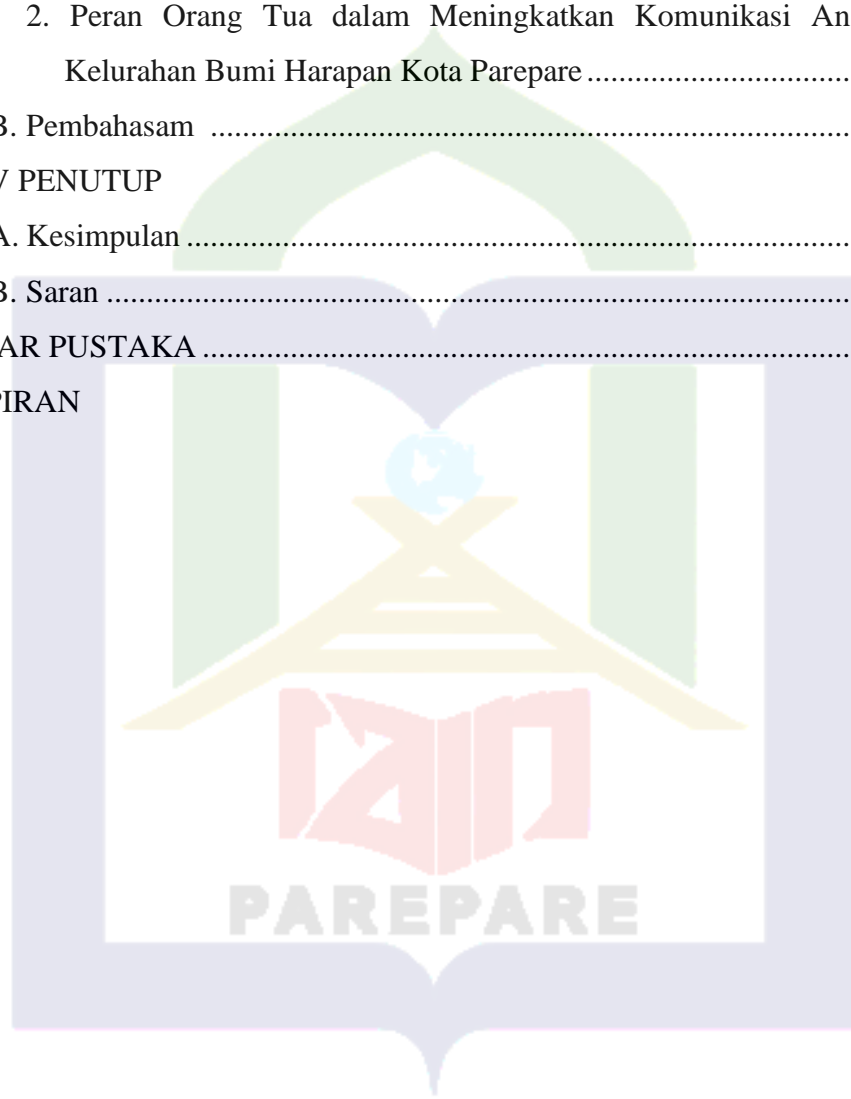 2. Peran Orang Tua dalam Meningkatkan Komunikasi An
Kelurahan Bumi Harapan Kota Parepare ..................................
B. Pembahasam ..................................................................................
V PENUTUP
A. Kesimpulan .....................................................................................
B. Saran ...............................................................................................
AR PUSTAKA ...................................................................................
PIRAN
iain
PAREPARE